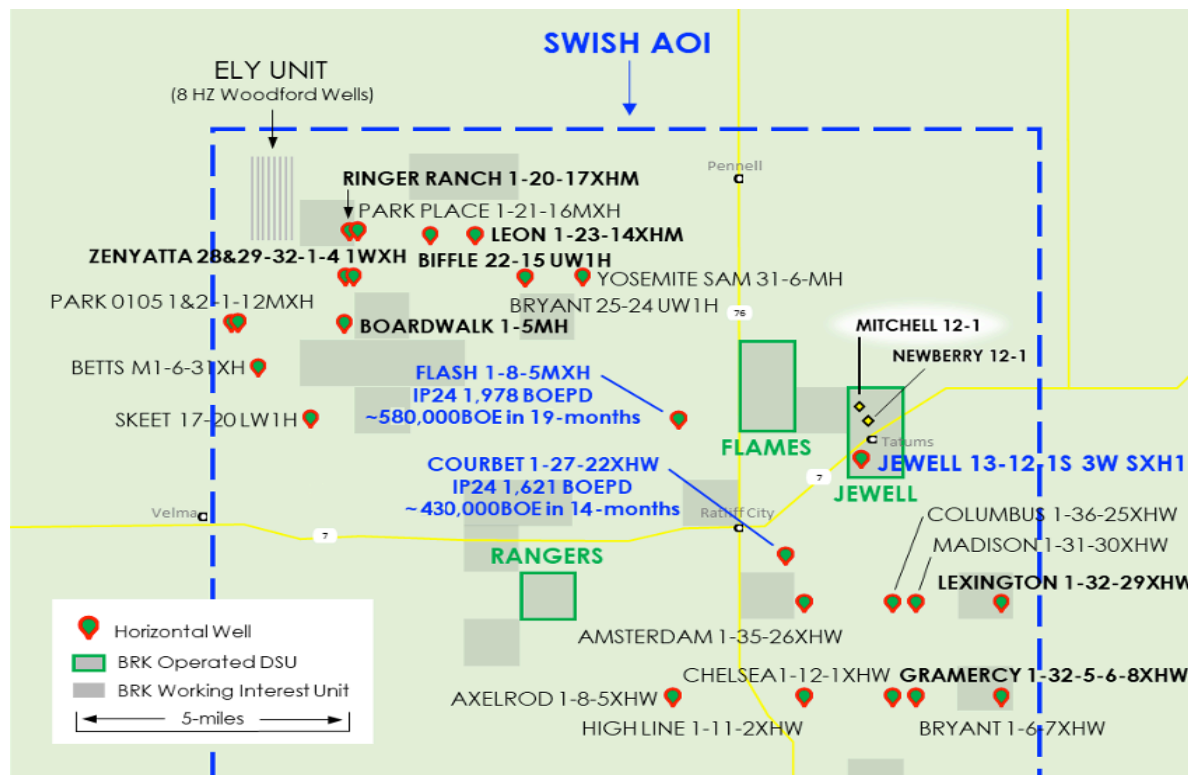 SWISH AOI
ELY UNIT
(8 HZ Woodford Wells)
Pennell
RINGER RANCH 1-20-17XHM
PARK PLACE 1-21-16MXH
LEON 1-23-14XHM
ZENYATTA 28&29-32-1-4 1WXH
BIFFLE 22-15 UW1H
YOSEMITE SAM 31-6-MH
PARK 0105 1&2-1-12MXH
BRYANT 25-24 UW1H
76
BOARDWALK 1-5MH
MITCHELL 12-1
NEWBERRY 12-1
BETTS M1-6-31XH
FLASH 1-8-5MXH
IP24 1,978 BOEPD
~580,000BOE in 19-months
SKEET 17-20 LW1H
FLAMES
Tatums
JEWELL 13-12-1S 3W SXH1
JEWELL
COURBET 1-27-22XHW
IP24 1,621 BOEPD
~430,000BOE in 14-months
7
Velma
Ratliff City
7
COLUMBUS 1-36-25XHW
MADISON 1-31-30XHW
RANGERS
LEXINGTON 1-32-29XHW
AMSTERDAM 1-35-26XHW
CHELSEA1-12-1XHW
GRAMERCY 1-32-5-6-8XHW
AXELROD 1-8-5XHW
HIGH LINE 1-11-2XHW
BRYANT 1-6-7XHW
Horizontal Well
BRK Operated DSU
BRK Working Interest Unit
5-miles